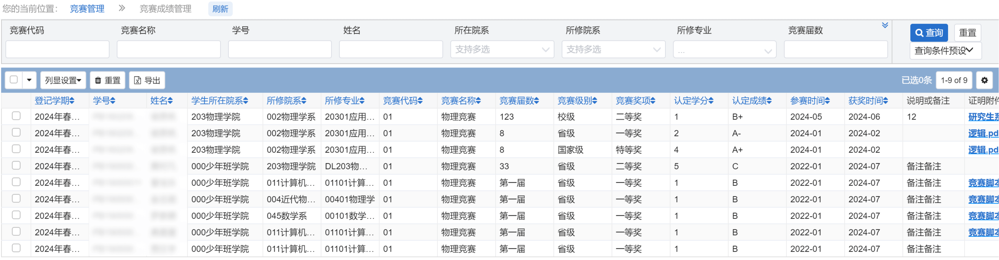 您的当前位置： 竞赛管理 » 竞赛成绩管理 刷新
竞赛代码 竞赛名称 学号 姓名 所在院系 所修院系 所修专业 竞赛届数 查询 重置
支持多选 支持多选 ... 查询条件预设
列显设置 重置 导出 已选0条 1-9 of 9
登记学期 学号 姓名 学生所在院系 所修院系 所修专业 竞赛代码 竞赛名称 竞赛届数 竞赛级别 竞赛奖项 认定学分 认定成绩 参赛时间 获奖时间 说明或备注 证明附件
2024年春... 203物理学院 002物理学系 20301应用... 01 物理竞赛 123 校级 二等奖 1 B+ 2024-05 2024-06 12 研究生系
2024年春... 203物理学院 002物理学系 20301应用... 01 物理竞赛 8 省级 一等奖 2 A- 2024-01 2024-02 逻辑.pd
2024年春... 203物理学院 002物理学系 20301应用... 01 物理竞赛 8 国家级 特等奖 4 A+ 2024-01 2024-02 逻辑.pd
2024年春... 000少年班学院 203物理学院 DL203物... 01 物理竞赛 33 省级 二等奖 5 C 2022-01 2024-07 备注备注
2024年春... 000少年班学院 011计算机... 01101计算... 01 物理竞赛 第一届 省级 一等奖 1 B 2022-01 2024-07 备注备注 竞赛脚本
2024年春... 000少年班学院 004近代物... 00401物理学 01 物理竞赛 第一届 省级 一等奖 1 B 2022-01 2024-07 备注备注 竞赛脚本
2024年春... 000少年班学院 045数学系 00101数学... 01 物理竞赛 第一届 省级 一等奖 1 B 2022-01 2024-07 备注备注 竞赛脚本
2024年春... 000少年班学院 011计算机... 01101计算... 01 物理竞赛 第一届 省级 一等奖 1 B 2022-01 2024-07 备注备注 竞赛脚本
2024年春... 000少年班学院 011计算机... 01101计算... 01 物理竞赛 第一届 省级 一等奖 1 B 2022-01 2024-07 备注备注